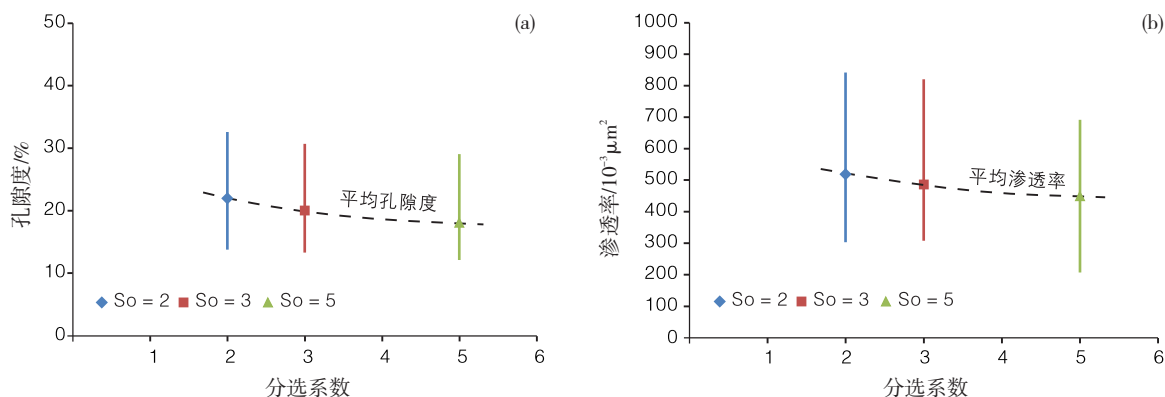 (a)
50
40
30
20
10
0
孔隙度/%
平均孔隙度
So = 2 So = 3 So = 5
1 2 3 4 5 6
分选系数
(b)
1000
900
800
700
600
500
400
300
200
100
0
渗透率/10⁻³μm²
平均渗透率
So = 2 So = 3 So = 5
1 2 3 4 5 6
分选系数